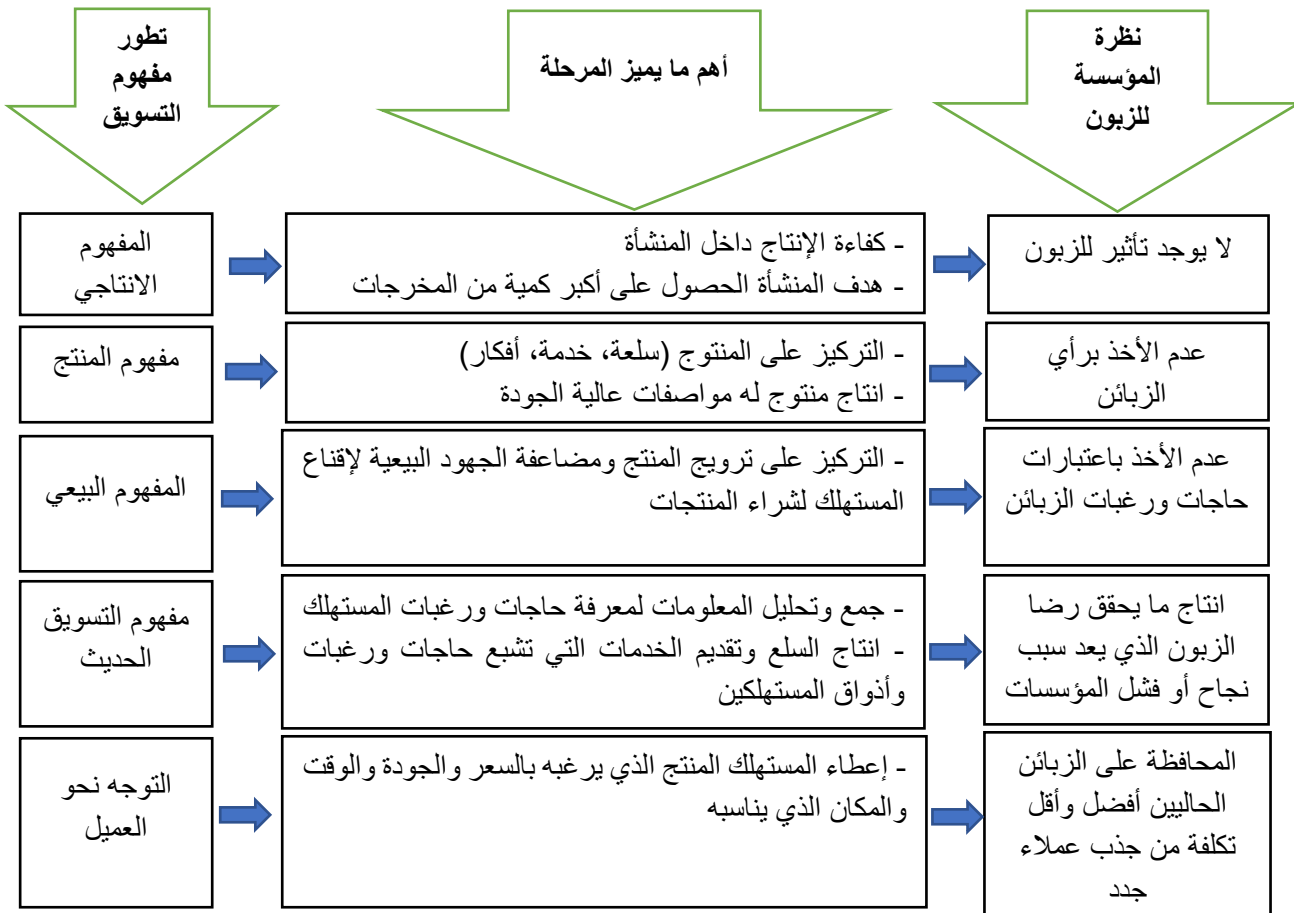 تطور
مفهوم
التسويق
أهم ما يميز المرحلة
نظرة
المؤسسة
للزبون
المفهوم
الانتاجي
- كفاءة الإنتاج داخل المنشأة
- هدف المنشأة الحصول على أكبر كمية من المخرجات
لا يوجد تأثير للزبون
مفهوم المنتج
- التركيز على المنتوج (سلعة، خدمة، أفكار)
- انتاج منتوج له مواصفات عالية الجودة
عدم الأخذ برأي
الزبائن
المفهوم البيعي
- التركيز على ترويج المنتج ومضاعفة الجهود البيعية لإقناع
المستهلك لشراء المنتجات
عدم الأخذ باعتبارات
حاجات ورغبات الزبائن
مفهوم التسويق
الحديث
- جمع وتحليل المعلومات لمعرفة حاجات ورغبات المستهلك
- انتاج السلع وتقديم الخدمات التي تشبع حاجات ورغبات
وأذواق المستهلكين
انتاج ما يحقق رضا
الزبون الذي يعد سبب
نجاح أو فشل المؤسسات
التوجه نحو
العميل
- إعطاء المستهلك المنتج الذي يرغبه بالسعر والجودة والوقت
والمكان الذي يناسبه
المحافظة على الزبائن
الحاليين أفضل وأقل
تكلفة من جذب عملاء
جدد